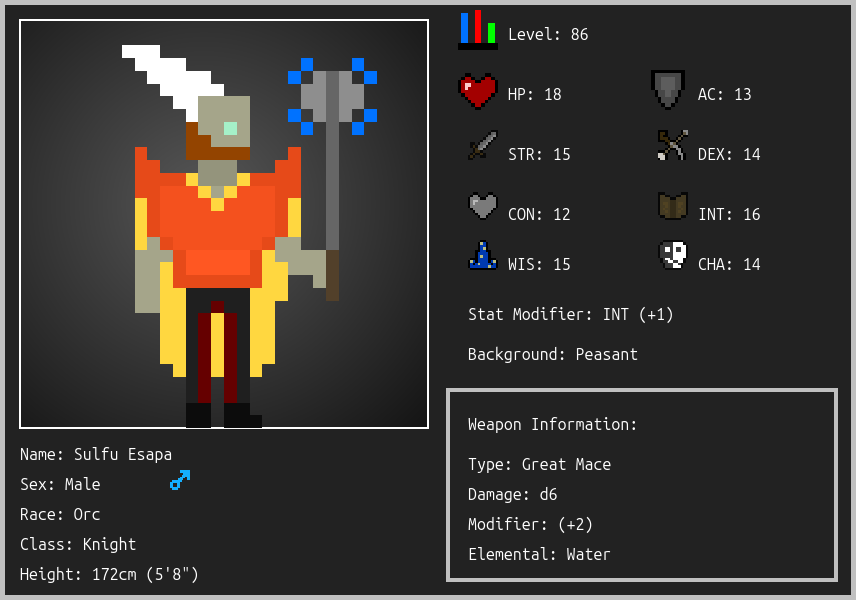 Level: 86
HP: 18
AC: 13
STR: 15
DEX: 14
CON: 12
INT: 16
WIS: 15
CHA: 14
Stat Modifier: INT (+1)
Background: Peasant
Weapon Information:
Type: Great Mace
Damage: d6
Modifier: (+2)
Elemental: Water
Name: Sulfu Esapa
Sex: Male
Race: Orc
Class: Knight
Height: 172cm (5'8")